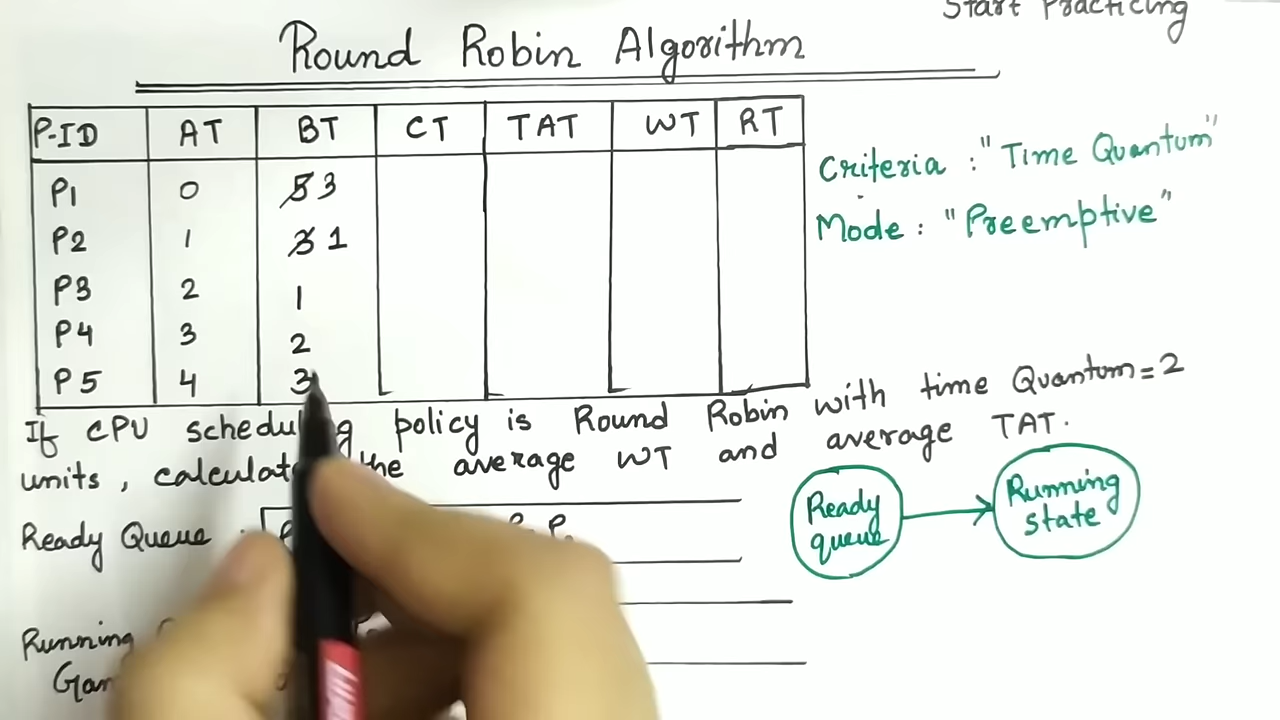 Start Practicing
Round Robin Algorithm
P-ID AT BT CT TAT WT RT
P1 0 5 3
P2 1 3 1
P3 2 1
P4 3 2
P5 4 3
Criteria : "Time Quantum"
Mode : "Preemptive"
If CPU policy is Round Robin with time Quantum = 2
units, the average WT and average TAT.
Ready Queue :
Ready queue
Running state
Running